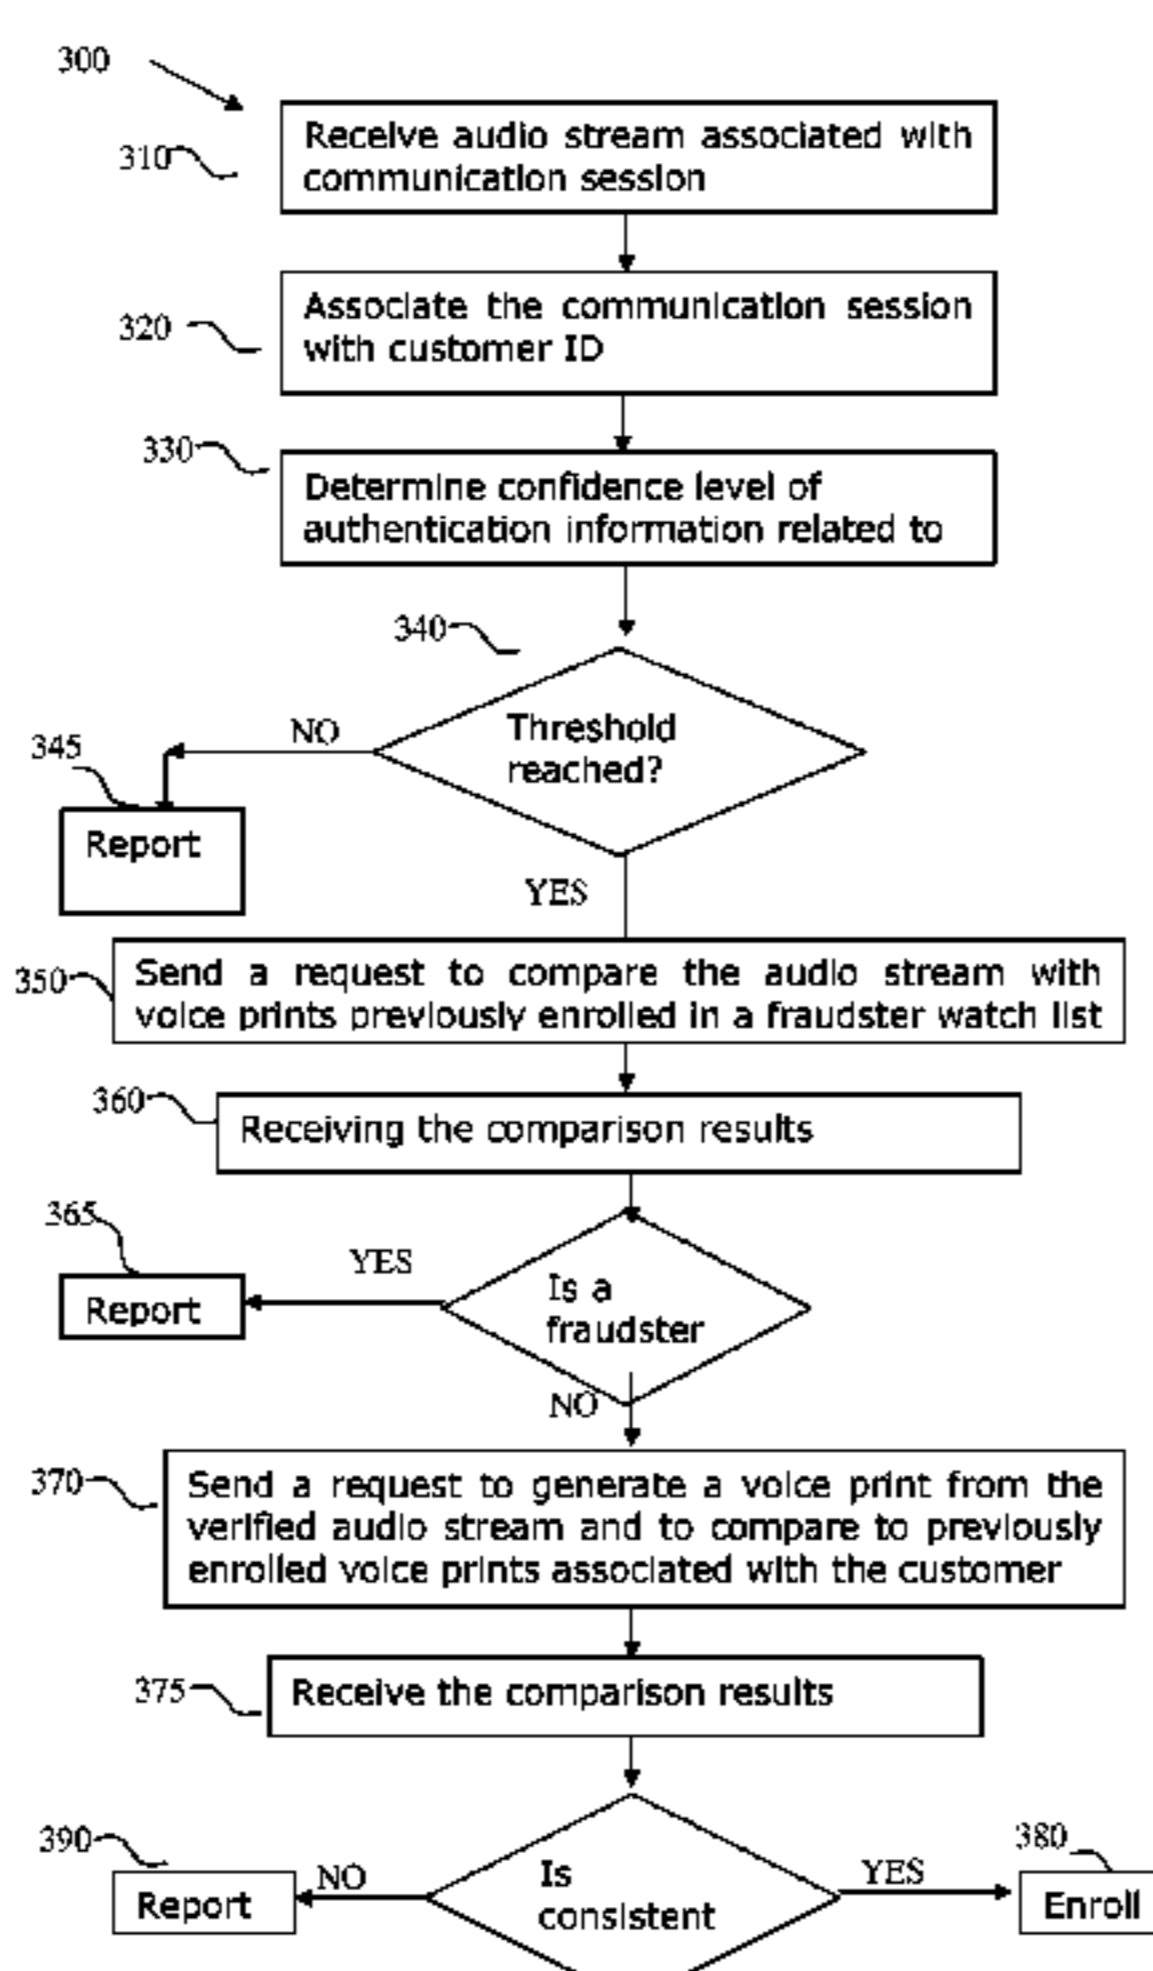 300
310
Receive audio stream associated with
communication session
320
Associate the communication session
with customer ID
330
Determine confidence level of
authentication information related to
340
Threshold
reached?
NO
345
Report
YES
350
Send a request to compare the audio stream with
voice prints previously enrolled in a fraudster watch list
360
Receiving the comparison results
365
YES
Report
Is a
fraudster
NO
370
Send a request to generate a voice print from the
verified audio stream and to compare to previously
enrolled voice prints associated with the customer
375
Receive the comparison results
390
NO
Report
Is
consistent
YES
380
Enroll